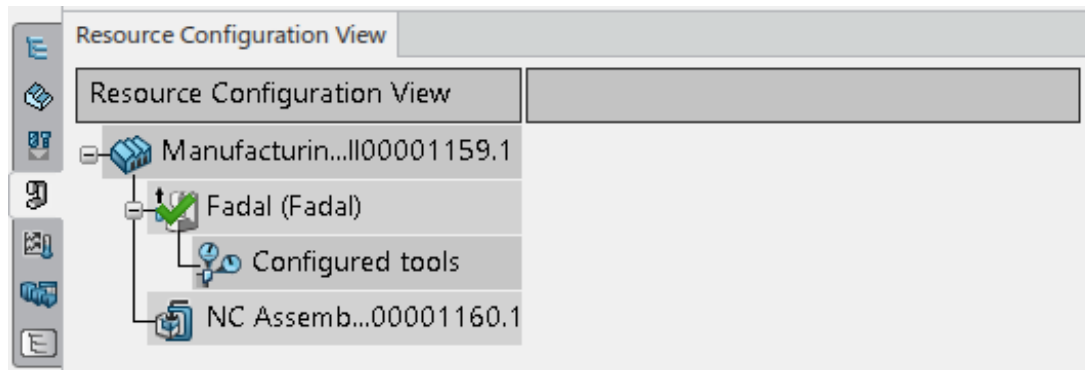 Resource Configuration View
Resource Configuration View
Manufacturin...ll00001159.1
Fadal (Fadal)
Configured tools
NC Assemb...00001160.1